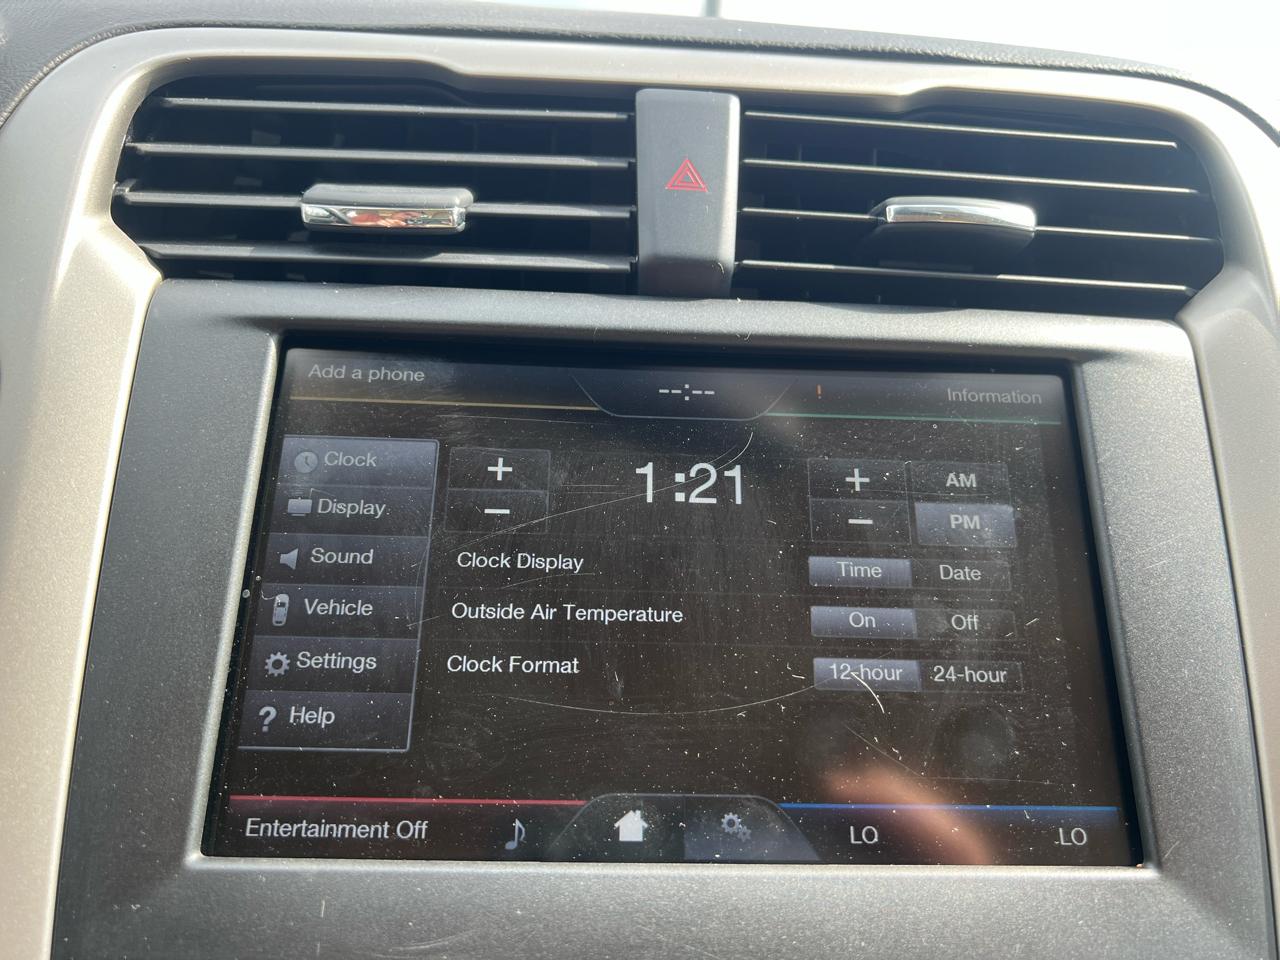 Add a phone
--:--
!
Information
Clock
+
1:21
+
AM
Display
−
−
PM
Sound
Clock Display
Time
Date
Vehicle
Outside Air Temperature
On
Off
Settings
Clock Format
12-hour
24-hour
? Help
Entertainment Off
LO
LO